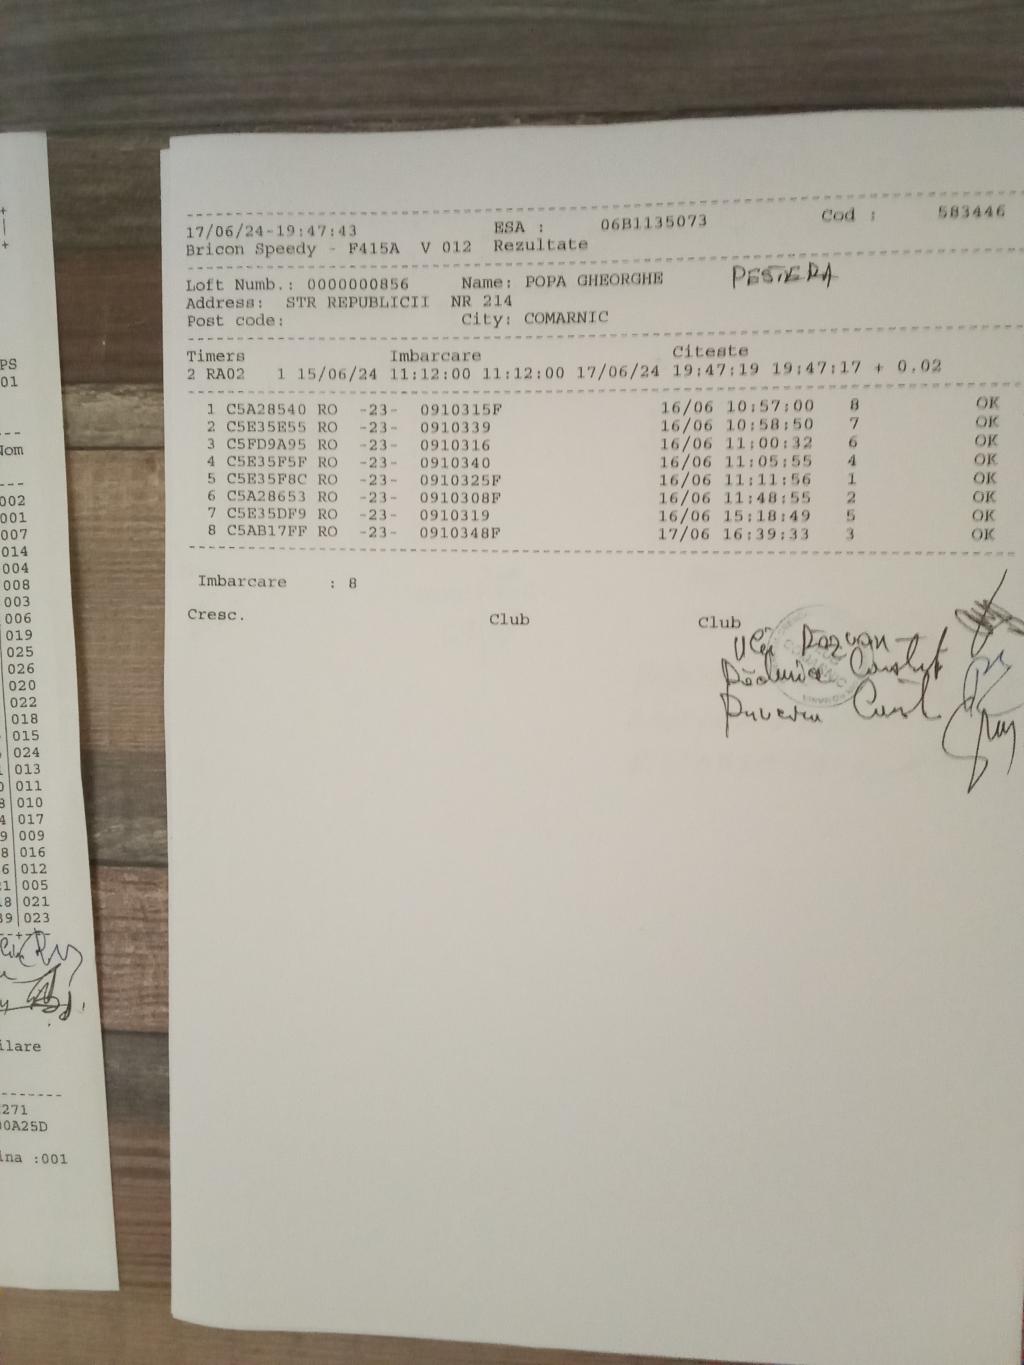 17/06/24-19:47:43 ESA : 06B1135073 Cod : 583446
Bricon Speedy - F415A V 012 Rezultate
Loft Numb.: 0000000856 Name: POPA GHEORGHE PESTERA
Address: STR REPUBLICII NR 214
Post code: City: COMARNIC
Timers Imbarcare Citeste
2 RA02 1 15/06/24 11:12:00 11:12:00 17/06/24 19:47:19 19:47:17 + 0.02
1 C5A28540 RO -23- 0910315F 16/06 10:57:00 8 OK
2 C5E35E55 RO -23- 0910339 16/06 10:58:50 7 OK
3 C5FD9A95 RO -23- 0910316 16/06 11:00:32 6 OK
4 C5E35F5F RO -23- 0910340 16/06 11:05:55 4 OK
5 C5E35F8C RO -23- 0910325F 16/06 11:11:56 1 OK
6 C5A28653 RO -23- 0910308F 16/06 11:48:55 2 OK
7 C5E35DF9 RO -23- 0910319 16/06 15:18:49 5 OK
8 C5AB17FF RO -23- 0910348F 17/06 16:39:33 3 OK
Imbarcare : 8
Cresc. Club Club
PS
01
Nom
002
001
007
014
004
008
003
006
019
025
026
020
022
018
015
024
013
011
8 010
4 017
9 009
8 016
6 012
1 005
8 021
39 023
ilare
271
0A25D
ina :001